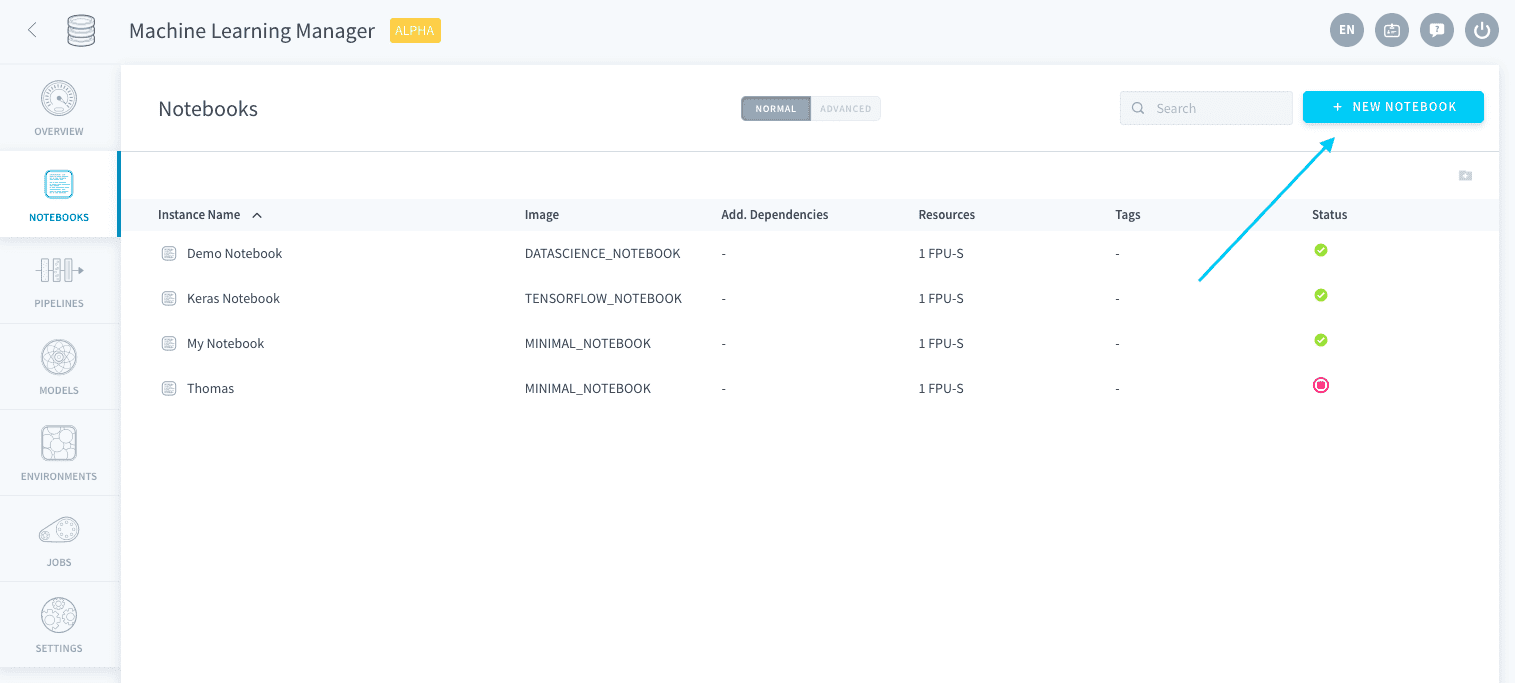 Machine Learning Manager ALPHA EN
OVERVIEW
NOTEBOOKS
PIPELINES
MODELS
ENVIRONMENTS
JOBS
SETTINGS
Notebooks NORMAL ADVANCED Search + NEW NOTEBOOK
Instance Name Image Add. Dependencies Resources Tags Status
Demo Notebook DATASCIENCE_NOTEBOOK - 1 FPU-S -
Keras Notebook TENSORFLOW_NOTEBOOK - 1 FPU-S -
My Notebook MINIMAL_NOTEBOOK - 1 FPU-S -
Thomas MINIMAL_NOTEBOOK - 1 FPU-S -